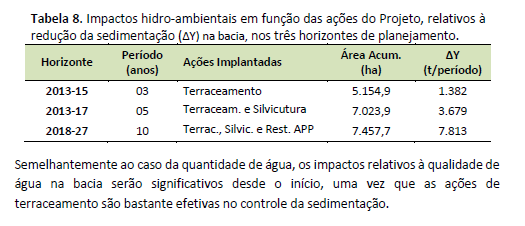 Tabela 8. Impactos hidro-ambientais em função das ações do Projeto, relativos à
redução da sedimentação (ΔY) na bacia, nos três horizontes de planejamento.
Horizonte Período (anos) Ações Implantadas Área Acum. (ha) ΔY (t/período)
2013-15 03 Terraceamento 5.154,9 1.382
2013-17 05 Terraceam. e Silvicutura 7.023,9 3.679
2018-27 10 Terrac., Silvic. e Rest. APP 7.457,7 7.813
Semelhantemente ao caso da quantidade de água, os impactos relativos à qualidade de
água na bacia serão significativos desde o início, uma vez que as ações de
terraceamento são bastante efetivas no controle da sedimentação.